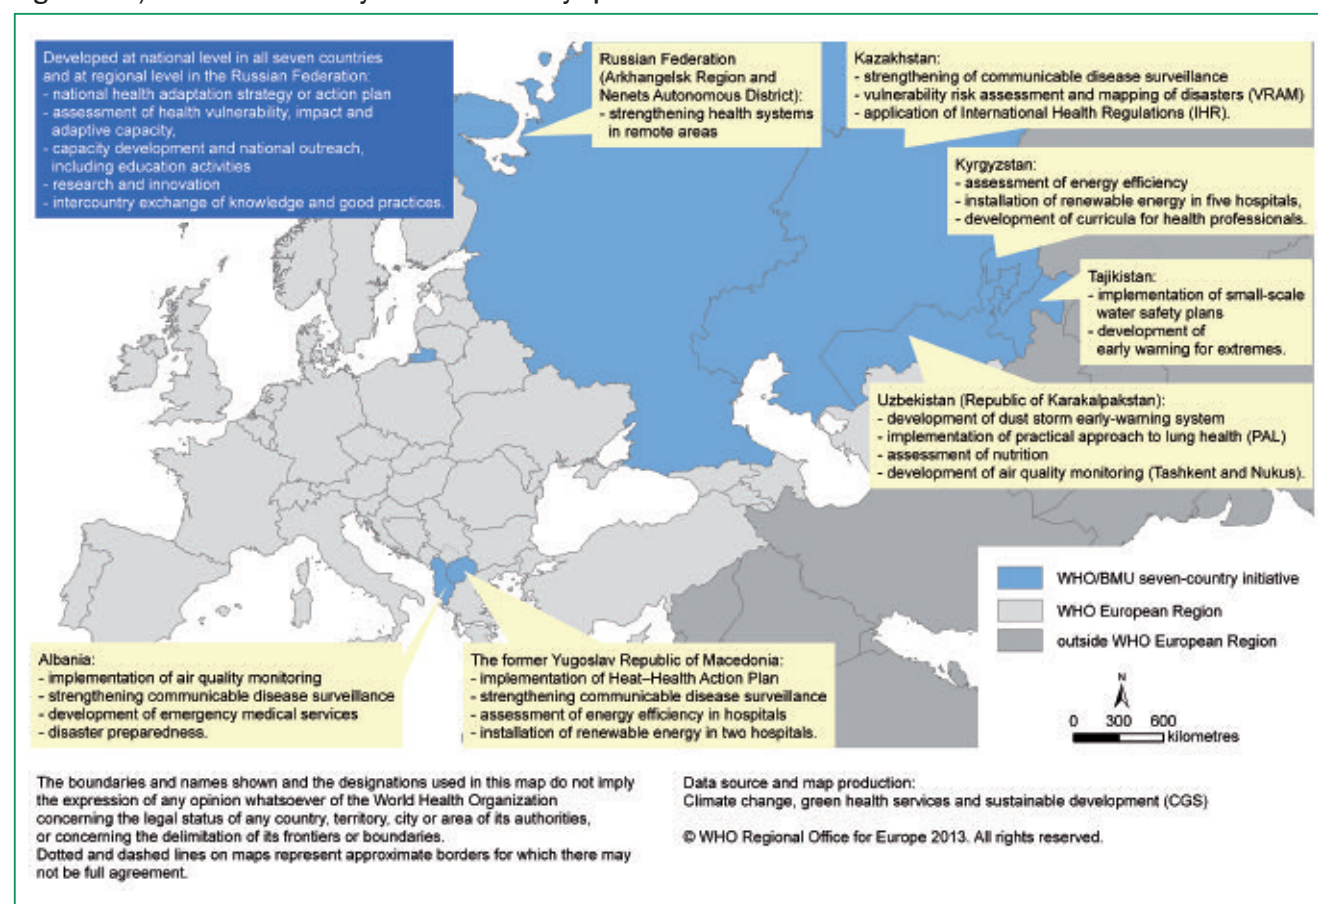 Developed at national level in all seven countries
and at regional level in the Russian Federation:
- national health adaptation strategy or action plan
- assessment of health vulnerability, impact and
adaptive capacity,
- capacity development and national outreach,
including education activities
- research and innovation
- intercountry exchange of knowledge and good practices.
Russian Federation
(Arkhangelsk Region and
Nenets Autonomous District):
- strengthening health systems
in remote areas
Kazakhstan:
- strengthening of communicable disease surveillance
- vulnerability risk assessment and mapping of disasters (VRAM)
- application of International Health Regulations (IHR).
Kyrgyzstan:
- assessment of energy efficiency
- installation of renewable energy in five hospitals,
- development of curricula for health professionals.
Tajikistan:
- implementation of small-scale
water safety plans
- development of
early warning for extremes.
Uzbekistan (Republic of Karakalpakstan):
- development of dust storm early-warning system
- implementation of practical approach to lung health (PAL)
- assessment of nutrition
- development of air quality monitoring (Tashkent and Nukus).
WHO/BMU seven-country initiative
WHO European Region
outside WHO European Region
N
0 300 600
kilometres
Albania:
- implementation of air quality monitoring
- strengthening communicable disease surveillance
- development of emergency medical services
- disaster preparedness.
The former Yugoslav Republic of Macedonia:
- implementation of Heat–Health Action Plan
- strengthening communicable disease surveillance
- assessment of energy efficiency in hospitals
- installation of renewable energy in two hospitals.
The boundaries and names shown and the designations used in this map do not imply
the expression of any opinion whatsoever of the World Health Organization
concerning the legal status of any country, territory, city or area of its authorities,
or concerning the delimitation of its frontiers or boundaries.
Dotted and dashed lines on maps represent approximate borders for which there may
not be full agreement.
Data source and map production:
Climate change, green health services and sustainable development (CGS)
© WHO Regional Office for Europe 2013. All rights reserved.